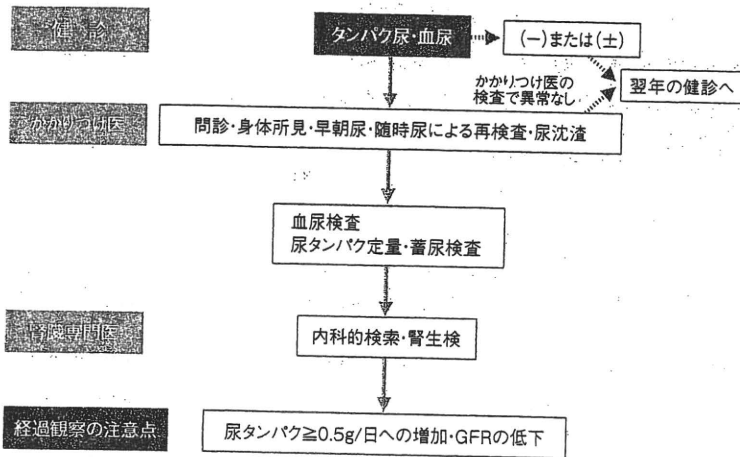 健診
タンパク尿・血尿
(ー)または(±)
かかりつけ医の
検査で異常なし
翌年の健診へ
かかりつけ医
問診・身体所見・早朝尿・随時尿による再検査・尿沈渣
血尿検査
尿タンパク定量・蓄尿検査
腎臓専門医
内科的検索・腎生検
経過観察の注意点
尿タンパク≧0.5g/日への増加・GFRの低下